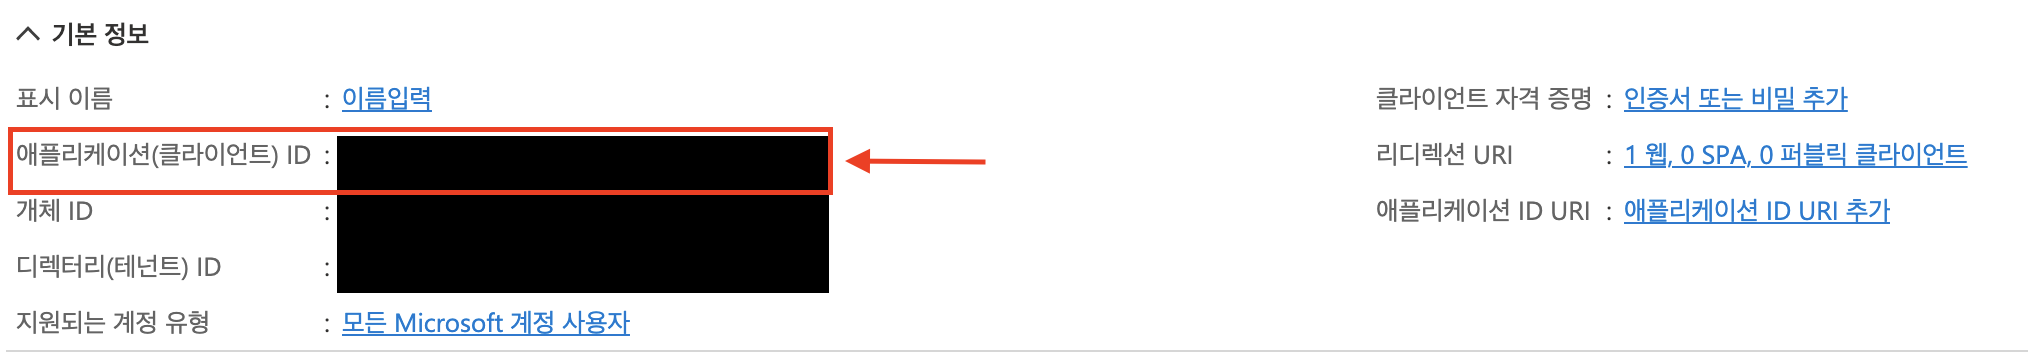 기본 정보
표시 이름 : 이름입력
애플리케이션(클라이언트) ID :
개체 ID :
디렉터리(테넌트) ID :
지원되는 계정 유형 : 모든 Microsoft 계정 사용자
클라이언트 자격 증명 : 인증서 또는 비밀 추가
리디렉션 URI : 1 웹, 0 SPA, 0 퍼블릭 클라이언트
애플리케이션 ID URI : 애플리케이션 ID URI 추가